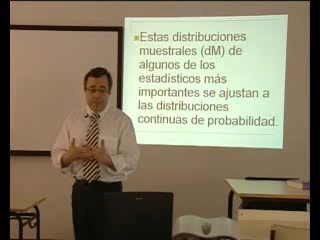 Estas distribuciones
muestrales (dM) de
algunos de los
estadísticos más
importantes se ajustan a
las distribuciones
continuas de probabilidad.